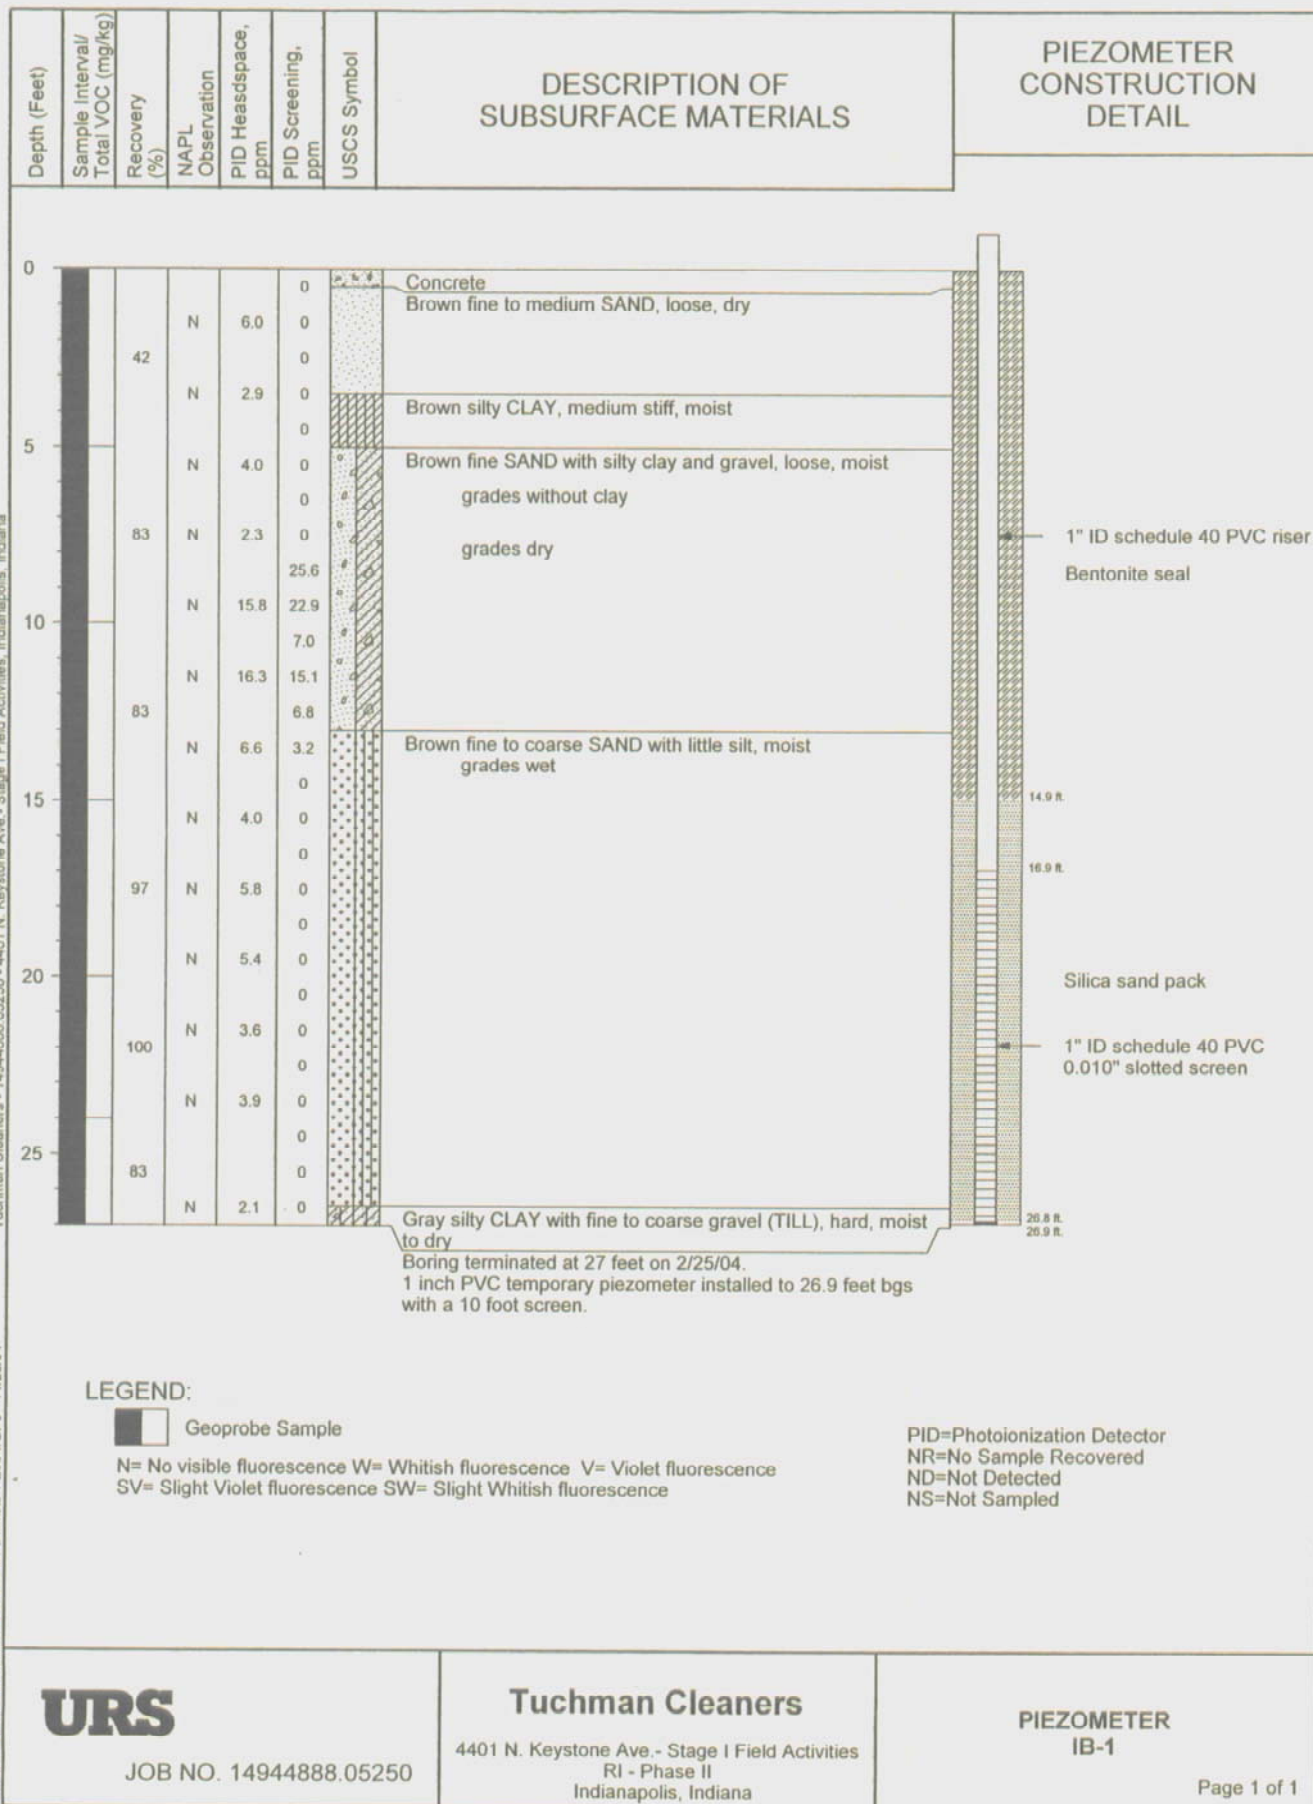 Depth (Feet)
Sample Interval/
Total VOC (mg/kg)
Recovery
(%)
NAPL
Observation
PID Heasdspace,
ppm
PID Screening,
ppm
USCS Symbol
DESCRIPTION OF
SUBSURFACE MATERIALS
PIEZOMETER
CONSTRUCTION
DETAIL
0
0
Concrete
Brown fine to medium SAND, loose, dry
N 6.0 0
42 0
N 2.9 0
Brown silty CLAY, medium stiff, moist
0
5
N 4.0 0 Brown fine SAND with silty clay and gravel, loose, moist
0 grades without clay
83 N 2.3 0
grades dry
1" ID schedule 40 PVC riser
25.6
Bentonite seal
N 15.8 22.9
10
7.0
N 16.3 15.1
83 6.8
N 6.6 3.2 Brown fine to coarse SAND with little silt, moist
grades wet
0
15
14.9 ft.
N 4.0 0
0
16.9 ft.
97 N 5.8 0
0
N 5.4 0
20
Silica sand pack
0
N 3.6 0
100
1" ID schedule 40 PVC
0.010" slotted screen
0
N 3.9 0
0
25
83 0
N 2.1 0
Gray silty CLAY with fine to coarse gravel (TILL), hard, moist
to dry
26.8 ft.
26.9 ft.
Boring terminated at 27 feet on 2/25/04.
1 inch PVC temporary piezometer installed to 26.9 feet bgs
with a 10 foot screen.
LEGEND:
Geoprobe Sample
N= No visible fluorescence W= Whitish fluorescence V= Violet fluorescence
SV= Slight Violet fluorescence SW= Slight Whitish fluorescence
PID=Photoionization Detector
NR=No Sample Recovered
ND=Not Detected
NS=Not Sampled
URS
JOB NO. 14944888.05250
Tuchman Cleaners
4401 N. Keystone Ave.- Stage I Field Activities
RI - Phase II
Indianapolis, Indiana
PIEZOMETER
IB-1
Page 1 of 1